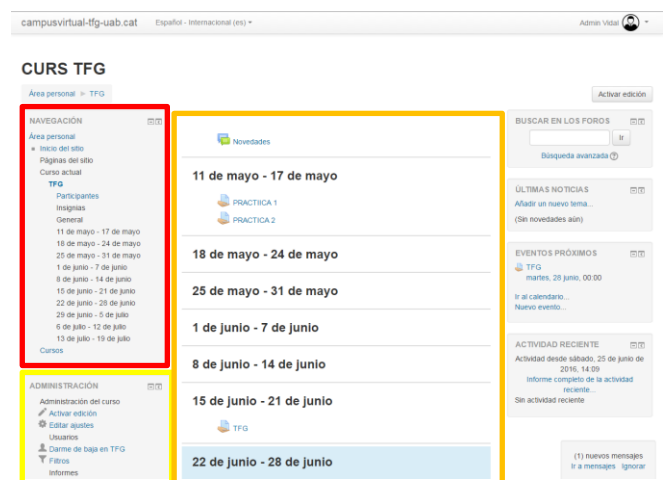 campusvirtual-tfg-uab.cat
Español - Internacional (es)
Admin Vidal
CURS TFG
Área personal > TFG
Activar edición
NAVEGACIÓN
Área personal
Inicio del sitio
Páginas del sitio
Curso actual
TFG
Participantes
Insignias
General
11 de mayo - 17 de mayo
18 de mayo - 24 de mayo
25 de mayo - 31 de mayo
1 de junio - 7 de junio
8 de junio - 14 de junio
15 de junio - 21 de junio
22 de junio - 28 de junio
29 de junio - 5 de julio
6 de julio - 12 de julio
13 de julio - 19 de julio
Cursos
ADMINISTRACIÓN
Administración del curso
Activar edición
Editar ajustes
Usuarios
Darme de baja en TFG
Filtros
Informes
Novedades
11 de mayo - 17 de mayo
PRACTIICA 1
PRACTICA 2
18 de mayo - 24 de mayo
25 de mayo - 31 de mayo
1 de junio - 7 de junio
8 de junio - 14 de junio
15 de junio - 21 de junio
TFG
22 de junio - 28 de junio
BUSCAR EN LOS FOROS
Ir
Búsqueda avanzada
ÚLTIMAS NOTICIAS
Añadir un nuevo tema...
(Sin novedades aún)
EVENTOS PRÓXIMOS
TFG
martes, 28 junio, 00:00
Ir al calendario...
Nuevo evento...
ACTIVIDAD RECIENTE
Actividad desde sábado, 25 de junio de
2016, 14:09
Informe completo de la actividad
reciente...
Sin actividad reciente
(1) nuevos mensajes
Ir a mensajes Ignorar